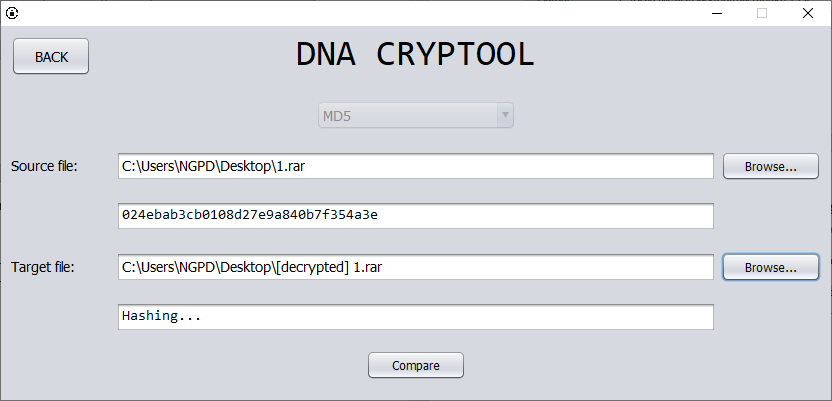 DNA CRYPTOOL
BACK
MD5
Source file: C:\Users\NGPD\Desktop\1.rar Browse...
024ebab3cb0108d27e9a840b7f354a3e
Target file: C:\Users\NGPD\Desktop\[decrypted] 1.rar Browse...
Hashing...
Compare